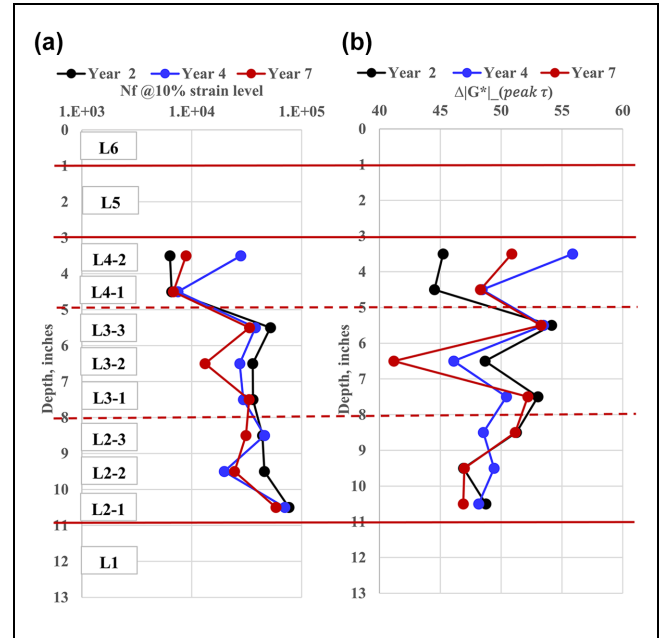 (a)
(b)
Year 2 Year 4 Year 7
Year 2 Year 4 Year 7
Nf @10% strain level
Δ|G*|_(peak τ)
1.E+03 1.E+04 1.E+05
40 45 50 55 60
0
1
2
3
4
5
6
7
8
9
10
11
12
13
Depth, inches
L6
L5
L4-2
L4-1
L3-3
L3-2
L3-1
L2-3
L2-2
L2-1
L1
0
1
2
3
4
5
6
7
8
9
10
11
12
13
Depth, inches